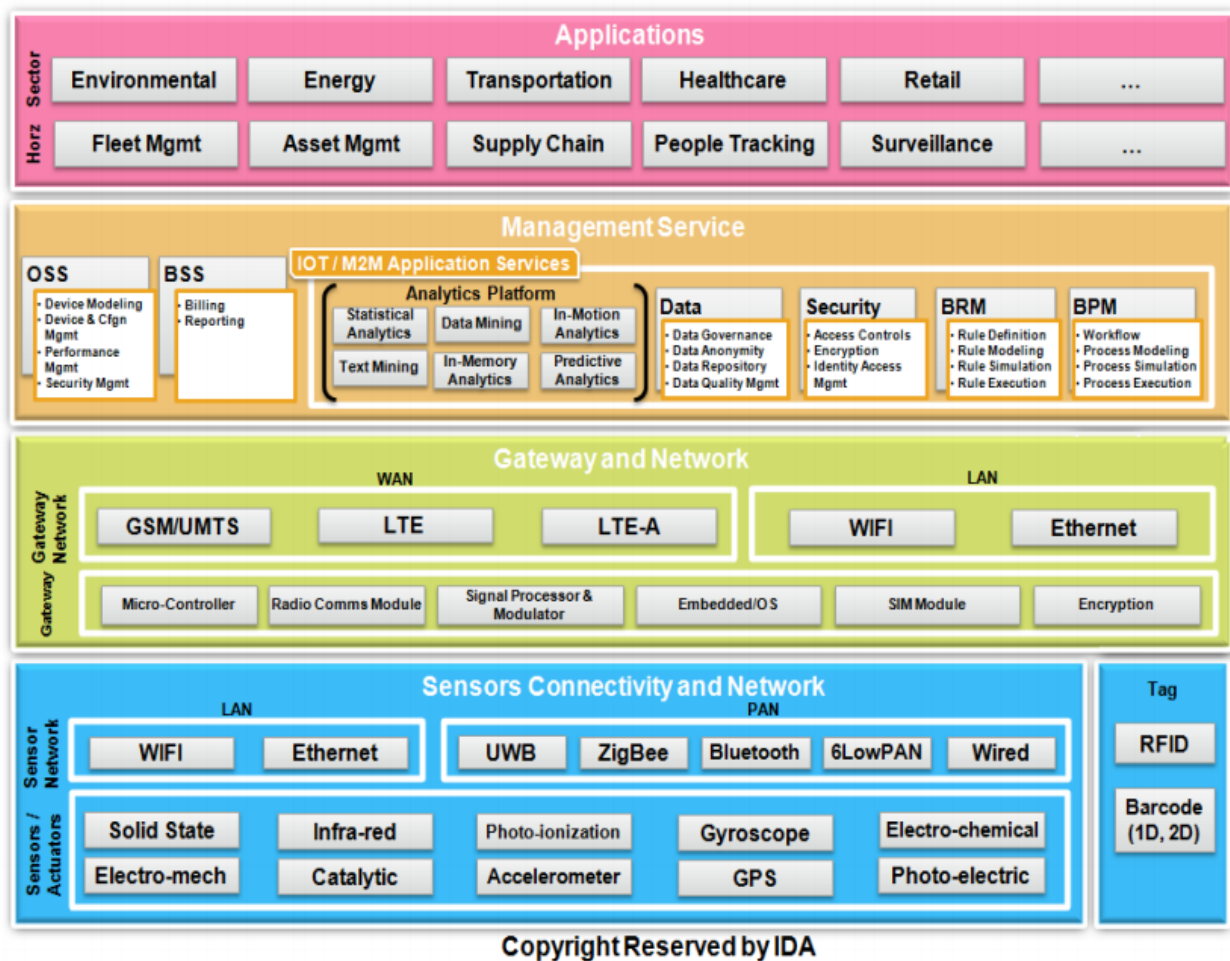 Applications
Sector
Environmental
Energy
Transportation
Healthcare
Retail
...
Horz
Fleet Mgmt
Asset Mgmt
Supply Chain
People Tracking
Surveillance
...
Management Service
OSS
• Device Modeling
• Device & Cfgn
Mgmt
• Performance
Mgmt
• Security Mgmt
BSS
• Billing
• Reporting
IOT / M2M Application Services
Analytics Platform
Statistical
Analytics
Data Mining
In-Motion
Analytics
Text Mining
In-Memory
Analytics
Predictive
Analytics
Data
• Data Governance
• Data Anonymity
• Data Repository
• Data Quality Mgmt
Security
• Access Controls
• Encryption
• Identity Access
Mgmt
BRM
• Rule Definition
• Rule Modeling
• Rule Simulation
• Rule Execution
BPM
• Workflow
• Process Modeling
• Process Simulation
• Process Execution
Gateway and Network
Gateway
Network
WAN
GSM/UMTS
LTE
LTE-A
LAN
WIFI
Ethernet
Gateway
Micro-Controller
Radio Comms Module
Signal Processor &
Modulator
Embedded/OS
SIM Module
Encryption
Sensors Connectivity and Network
Sensor
Network
LAN
WIFI
Ethernet
PAN
UWB
ZigBee
Bluetooth
6LowPAN
Wired
Sensors /
Actuators
Solid State
Infra-red
Photo-ionization
Gyroscope
Electro-chemical
Electro-mech
Catalytic
Accelerometer
GPS
Photo-electric
Tag
RFID
Barcode
(1D, 2D)
Copyright Reserved by IDA